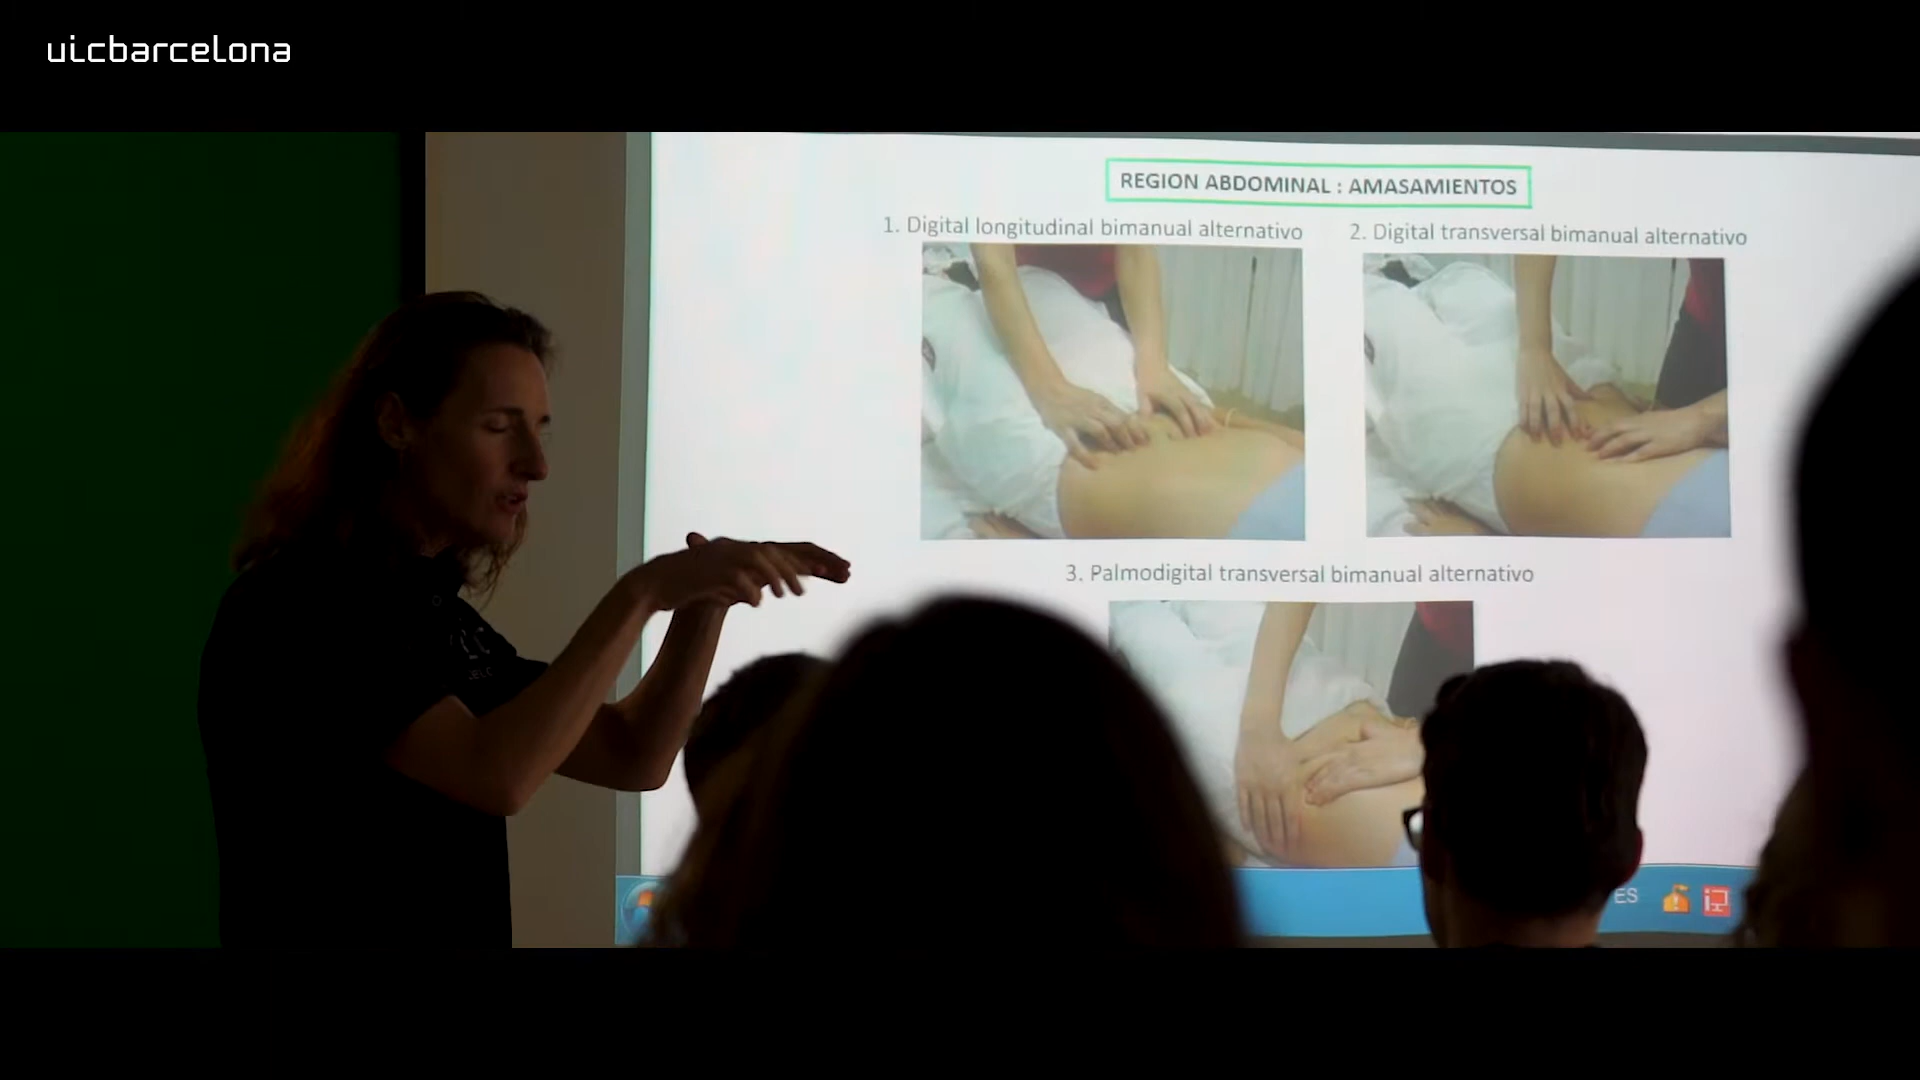 uicbarcelona
REGION ABDOMINAL : AMASAMIENTOS
1. Digital longitudinal bimanual alternativo
2. Digital transversal bimanual alternativo
3. Palmodigital transversal bimanual alternativo
ES